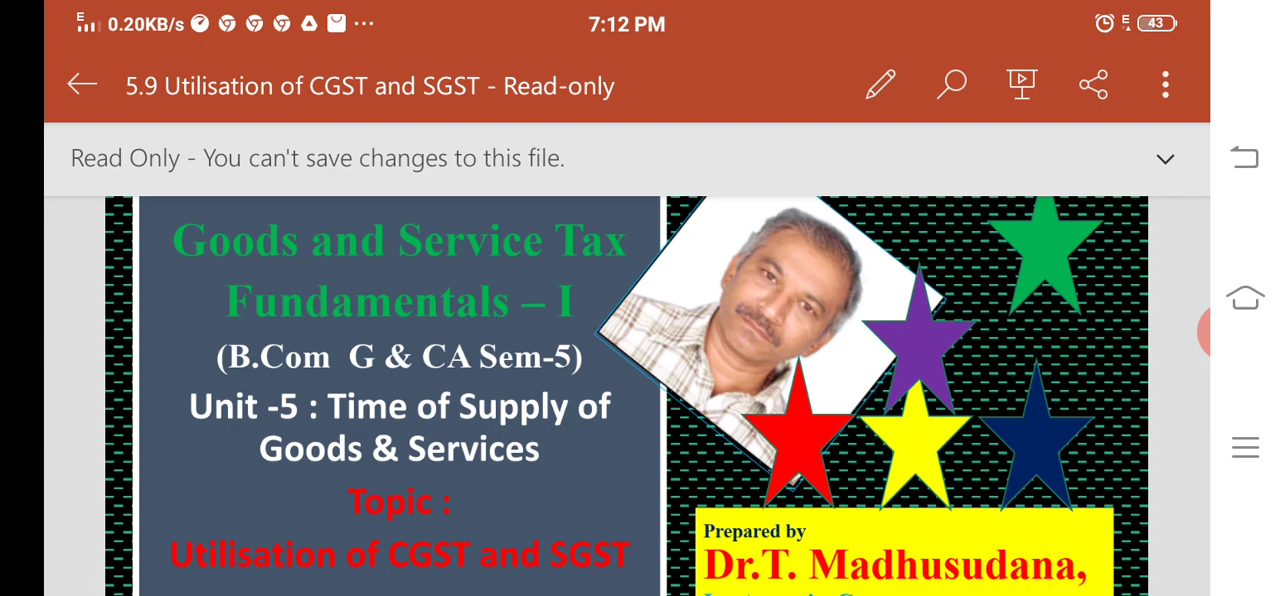 0.20KB/s
7:12 PM
43
5.9 Utilisation of CGST and SGST - Read-only
Read Only - You can't save changes to this file.
Goods and Service Tax
Fundamentals – I
(B.Com G & CA Sem-5)
Unit -5 : Time of Supply of
Goods & Services
Topic :
Utilisation of CGST and SGST
Prepared by
Dr.T. Madhusudana,